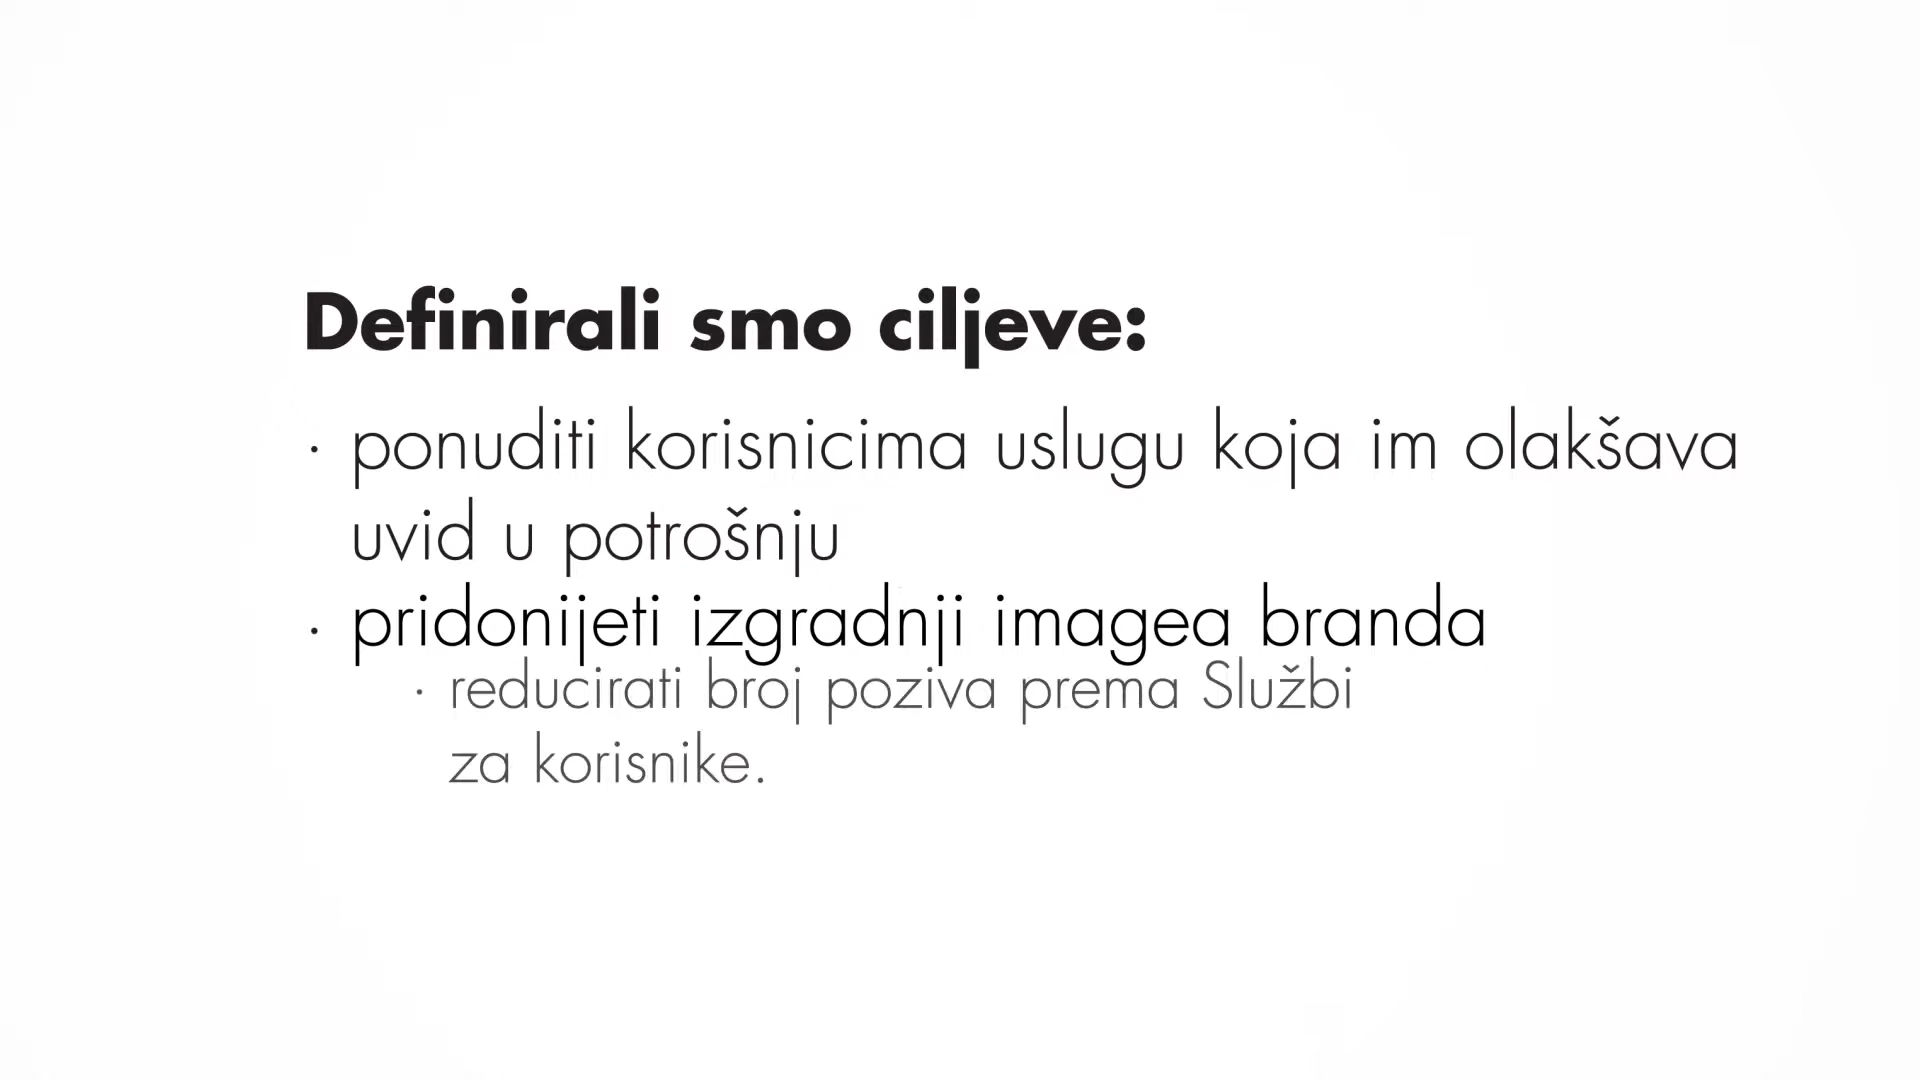 Definirali smo ciljeve:
· ponuditi korisnicima uslugu koja im olakšava
uvid u potrošnju
· pridonijeti izgradnji imagea branda
· reducirati broj poziva prema Službi
za korisnike.